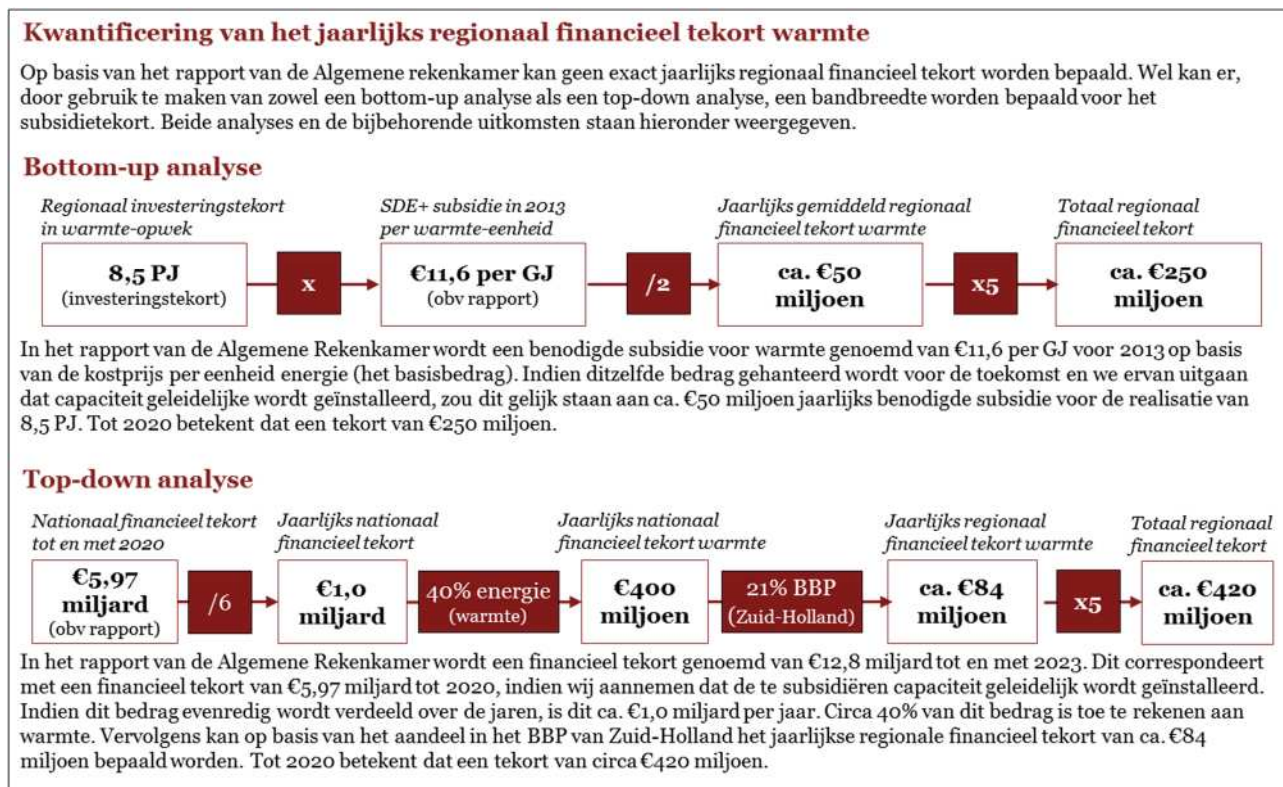 Kwantificering van het jaarlijks regionaal financieel tekort warmte
Op basis van het rapport van de Algemene rekenkamer kan geen exact jaarlijks regionaal financieel tekort worden bepaald. Wel kan er,
door gebruik te maken van zowel een bottom-up analyse als een top-down analyse, een bandbreedte worden bepaald voor het
subsidietekort. Beide analyses en de bijbehorende uitkomsten staan hieronder weergegeven.
Bottom-up analyse
Regionaal investeringstekort
in warmte-opwek
8,5 PJ
(investeringstekort)
x
SDE+ subsidie in 2013
per warmte-eenheid
€11,6 per GJ
(obv rapport)
/2
Jaarlijks gemiddeld regionaal
financieel tekort warmte
ca. €50
miljoen
x5
Totaal regionaal
financieel tekort
ca. €250
miljoen
In het rapport van de Algemene Rekenkamer wordt een benodigde subsidie voor warmte genoemd van €11,6 per GJ voor 2013 op basis
van de kostprijs per eenheid energie (het basisbedrag). Indien ditzelfde bedrag gehanteerd wordt voor de toekomst en we ervan uitgaan
dat capaciteit geleidelijke wordt geïnstalleerd, zou dit gelijk staan aan ca. €50 miljoen jaarlijks benodigde subsidie voor de realisatie van
8,5 PJ. Tot 2020 betekent dat een tekort van €250 miljoen.
Top-down analyse
Nationaal financieel tekort
tot en met 2020
€5,97
miljard
(obv rapport)
/6
Jaarlijks nationaal
financieel tekort
€1,0
miljard
40% energie
(warmte)
Jaarlijks nationaal
financieel tekort warmte
€400
miljoen
21% BBP
(Zuid-Holland)
Jaarlijks regionaal
financieel tekort warmte
ca. €84
miljoen
x5
Totaal regionaal
financieel tekort
ca. €420
miljoen
In het rapport van de Algemene Rekenkamer wordt een financieel tekort genoemd van €12,8 miljard tot en met 2023. Dit correspondeert
met een financieel tekort van €5,97 miljard tot 2020, indien wij aannemen dat de te subsidiëren capaciteit geleidelijk wordt geïnstalleerd.
Indien dit bedrag evenredig wordt verdeeld over de jaren, is dit ca. €1,0 miljard per jaar. Circa 40% van dit bedrag is toe te rekenen aan
warmte. Vervolgens kan op basis van het aandeel in het BBP van Zuid-Holland het jaarlijkse regionale financieel tekort van ca. €84
miljoen bepaald worden. Tot 2020 betekent dat een tekort van circa €420 miljoen.